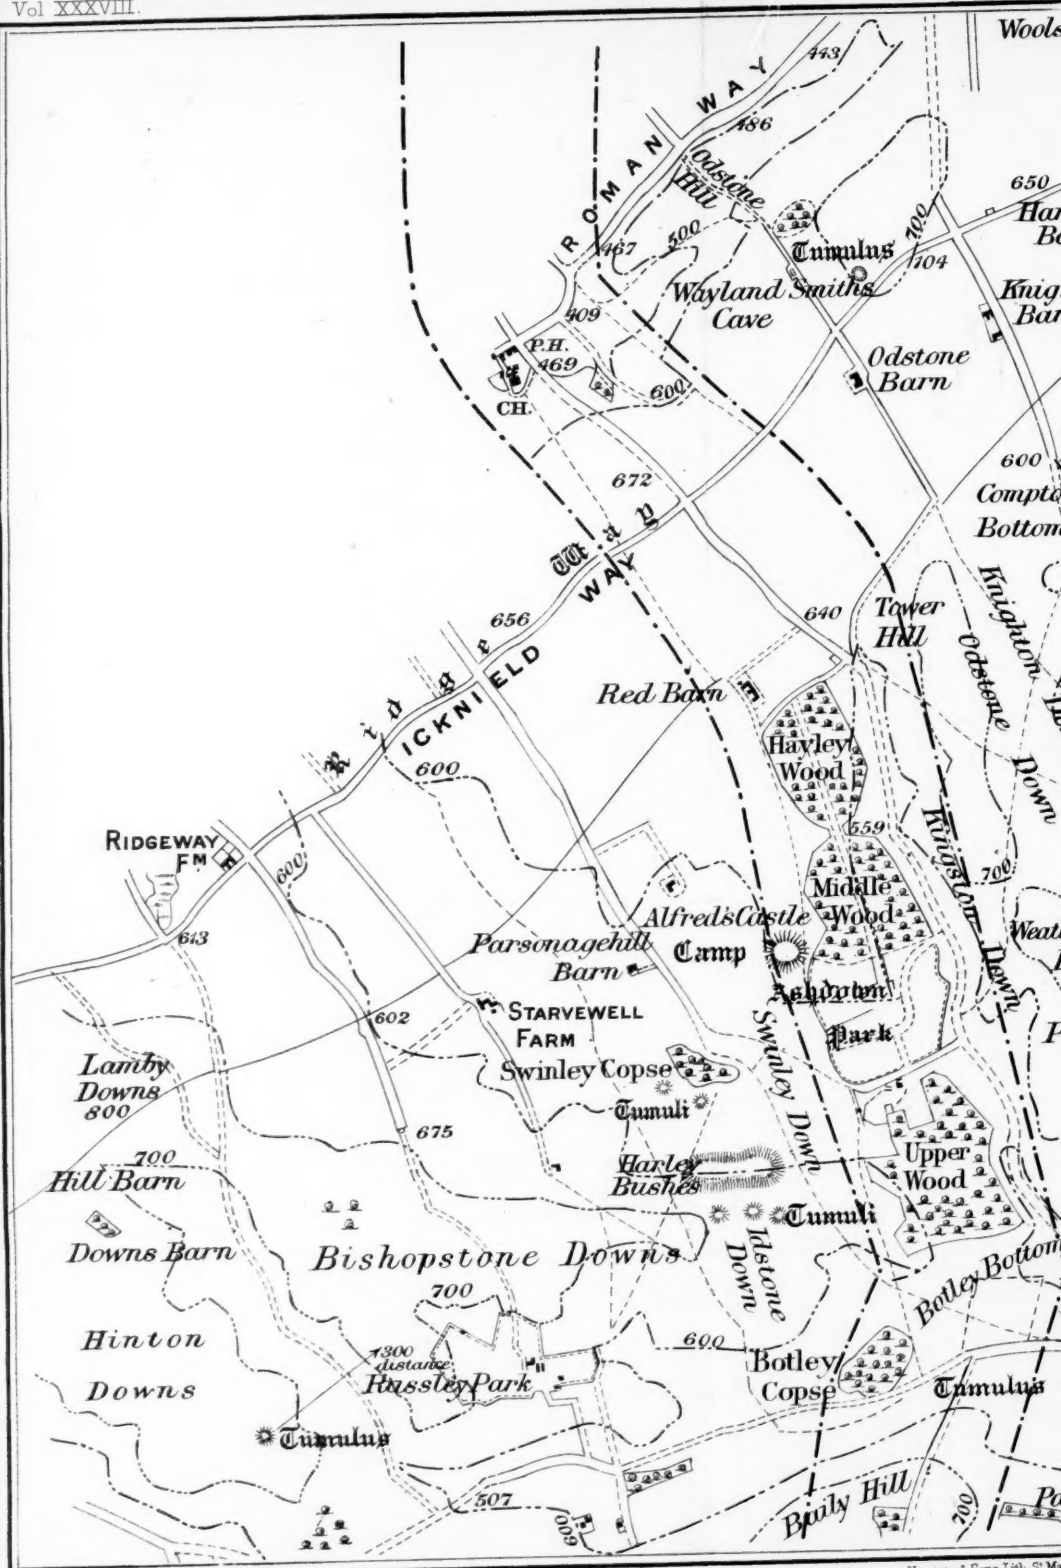 Vol XXXVIII.
443
ROMAN WAY
486
Odstone
Hill
650
700
500
467
Tumulus
104
Wayland Smiths
Cave
409
P.H.
469
Odstone
Barn
CH.
600
600
672
Bottom
Ridge Way
ICKNIELD WAY
656
640
Tower
Hill
Knighton
Odstone
Down
Red Barn
Hayley
Wood
600
559
Kingston Down
RIDGEWAY
FM
600
700
Middle
Wood
Alfred's Castle
Camp
613
Parsonagehill
Barn
Ashdown
Park
STARVEWELL
FARM
602
Swinley Down
Lamby
Downs
800
Swinley Copse
Tumuli
675
700
Harley
Bushes
Upper
Wood
Hill Barn
Tumuli
Downs Barn
Bishopstone Downs
Idstone
Down
Botley Bottom
700
Hinton
Downs
600
1300
distance
Russley Park
Botley
Copse
Tumulus
Tumulus
507
600
Baily Hill
700